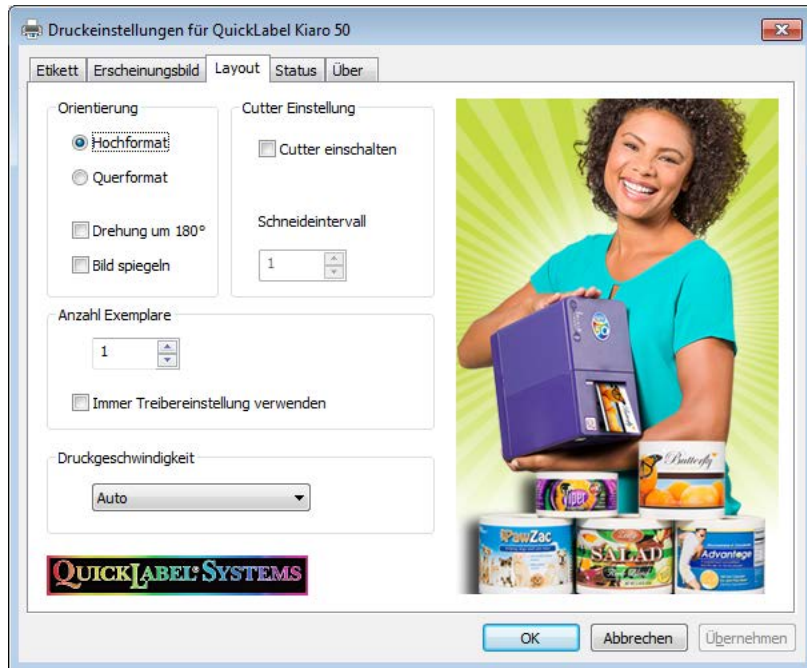 Druckeinstellungen für QuickLabel Kiaro 50
Etikett Erscheinungsbild Layout Status Über
Orientierung
Hochformat
Querformat
Drehung um 180°
Bild spiegeln
Cutter Einstellung
Cutter einschalten
Schneideintervall
1
Anzahl Exemplare
1
Immer Treibereinstellung verwenden
Druckgeschwindigkeit
Auto
QUICKLABEL® SYSTEMS
50
Butterfly
Viper
iPawZac
SALAD
Advantage
OK Abbrechen Übernehmen